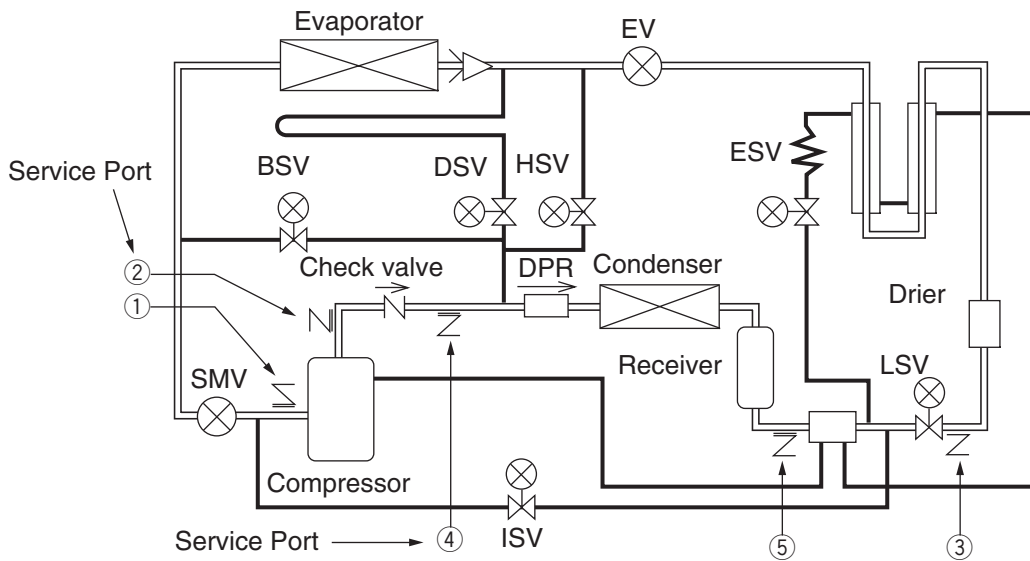 Evaporator
EV
BSV
DSV
HSV
ESV
Service Port
②
Check valve
DPR
Condenser
①
Drier
SMV
Receiver
LSV
Compressor
Service Port
④
ISV
⑤
③